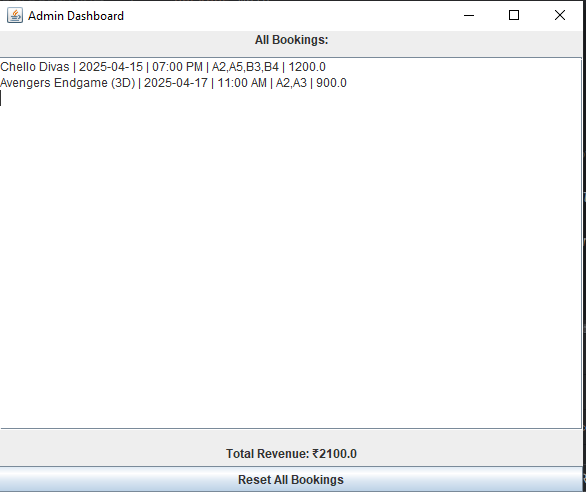 Admin Dashboard
All Bookings:
Chello Divas | 2025-04-15 | 07:00 PM | A2,A5,B3,B4 | 1200.0
Avengers Endgame (3D) | 2025-04-17 | 11:00 AM | A2,A3 | 900.0
Total Revenue: ₹2100.0
Reset All Bookings